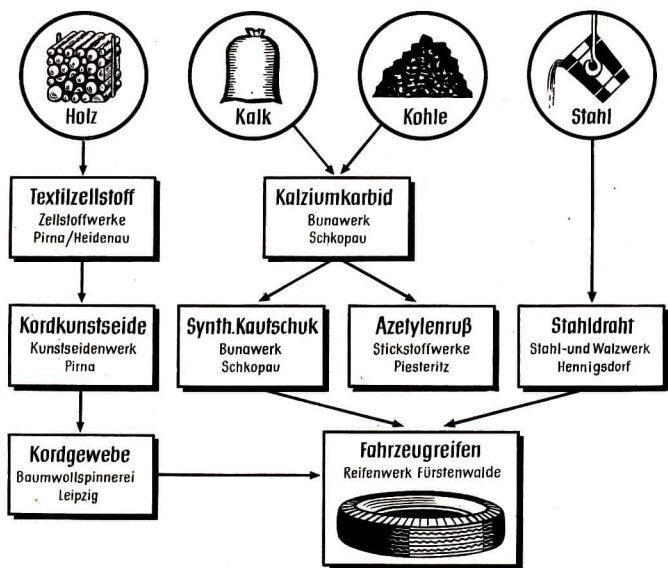 Holz
Kalk
Kohle
Stahl
Textilzellstoff
Zellstoffwerke
Pirna/Heidenau
Kalziumkarbid
Bunawerk
Schkopau
Kordkunstseide
Kunstseidenwerk
Pirna
Synth.Kautschuk
Bunawerk
Schkopau
Azetylenruß
Stickstoffwerke
Piesteritz
Stahldraht
Stahl-und Walzwerk
Hennigsdorf
Kordgewebe
Baumwollspinnerei
Leipzig
Fahrzeugreifen
Reifenwerk Fürstenwalde